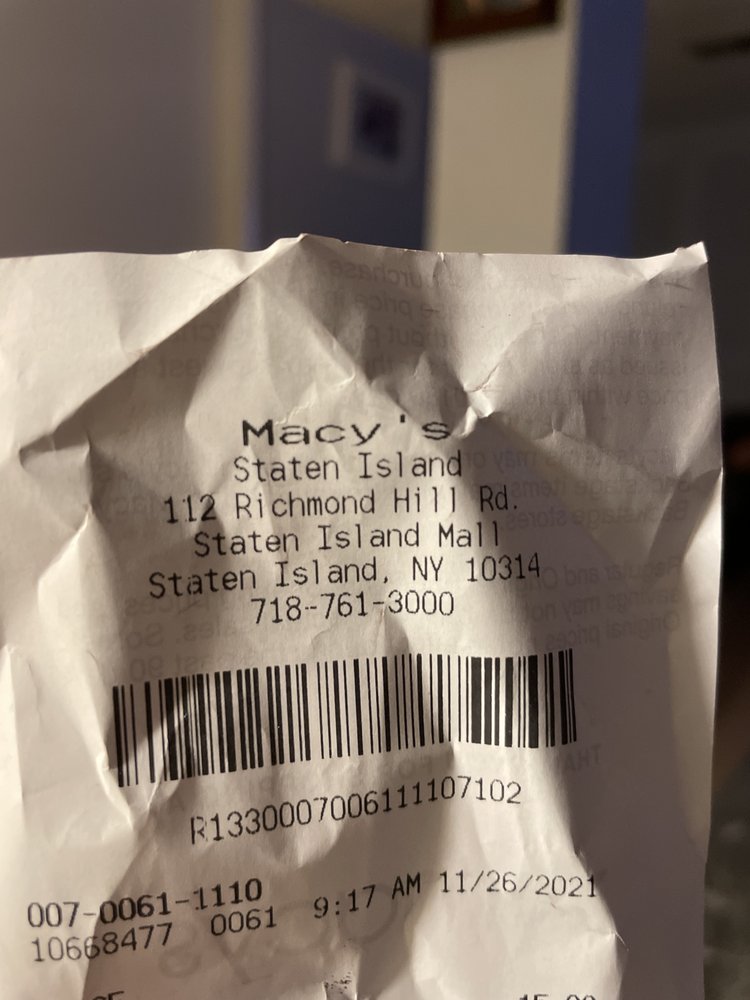 Macy's
Staten Island
112 Richmond Hill Rd.
Staten Island Mall
Staten Island, NY 10314
718-761-3000
R1330007006111107102
007-0061-1110 9:17 AM 11/26/2021
10668477 0061